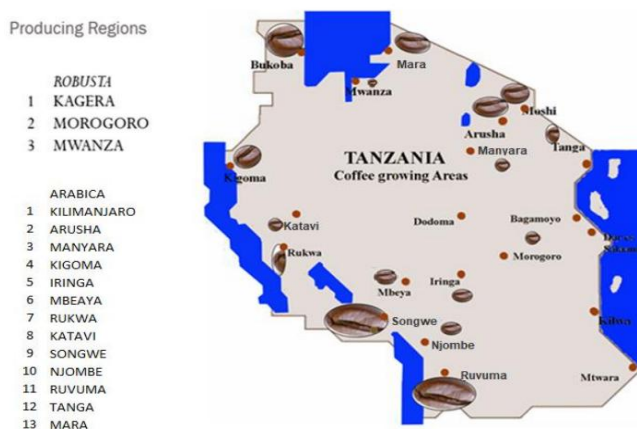 Producing Regions
ROBUSTA
1 KAGERA
2 MOROGORO
3 MWANZA
ARABICA
1 KILIMANJARO
2 ARUSHA
3 MANYARA
4 KIGOMA
5 IRINGA
6 MBEAYA
7 RUKWA
8 KATAVI
9 SONGWE
10 NJOMBE
11 RUVUMA
12 TANGA
13 MARA
Bukoba
Mara
Mwanza
Moshi
Arusha
Tanga
Manyara
TANZANIA
Coffee growing Areas
Kigoma
Katavi
Dodoma
Bagamoyo
Dar es
Rukwa
Morogoro
Mbeya
Iringa
Songwe
Kilwa
Njombe
Ruvuma
Mtwara